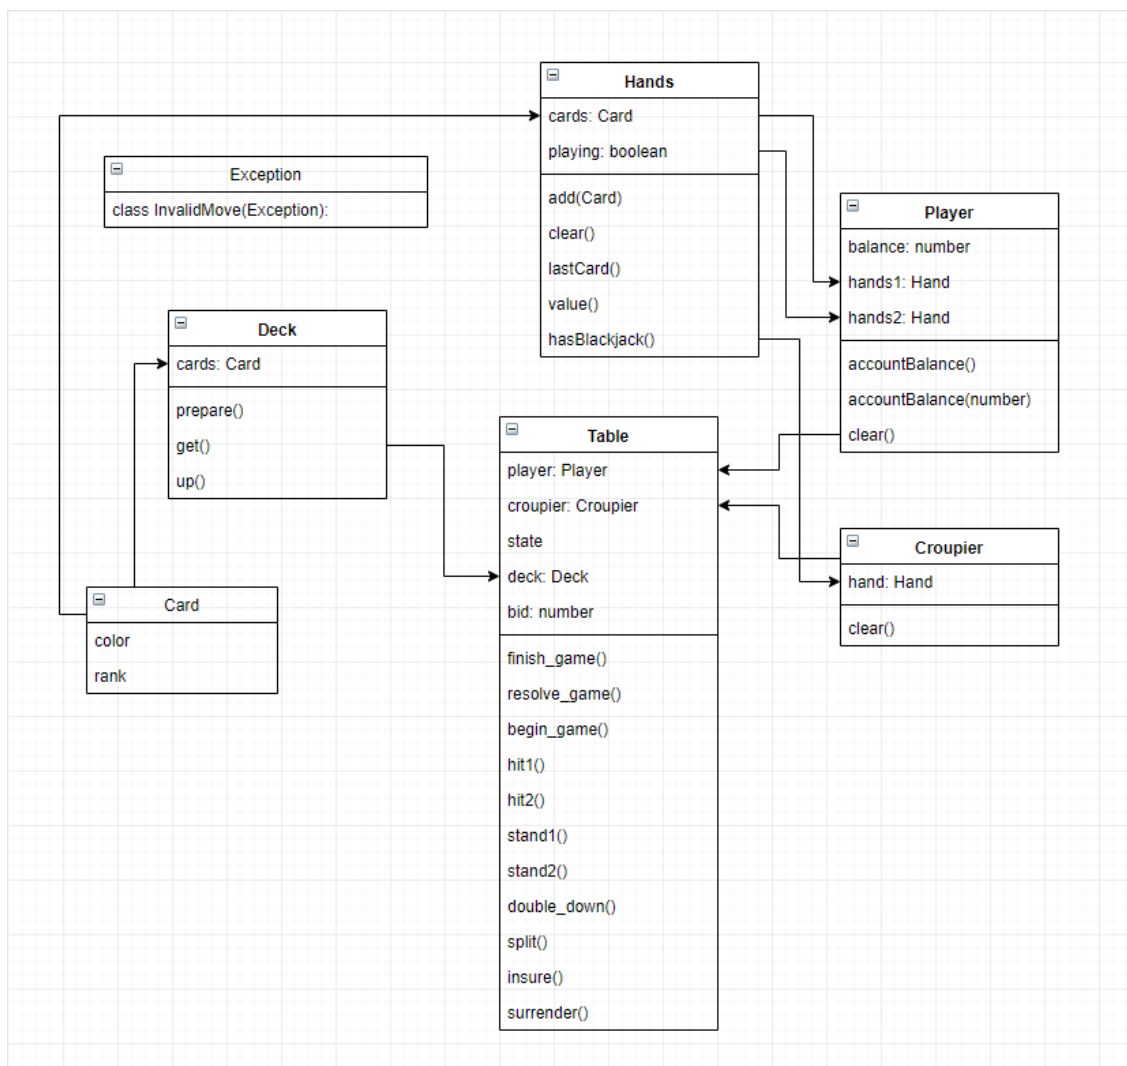 Hands
cards: Card
playing: boolean
add(Card)
clear()
lastCard()
value()
hasBlackjack()
Exception
class InvalidMove(Exception):
Player
balance: number
hands1: Hand
hands2: Hand
accountBalance()
accountBalance(number)
clear()
Deck
cards: Card
prepare()
get()
up()
Table
player: Player
croupier: Croupier
state
deck: Deck
bid: number
finish_game()
resolve_game()
begin_game()
hit1()
hit2()
stand1()
stand2()
double_down()
split()
insure()
surrender()
Croupier
hand: Hand
clear()
Card
color
rank